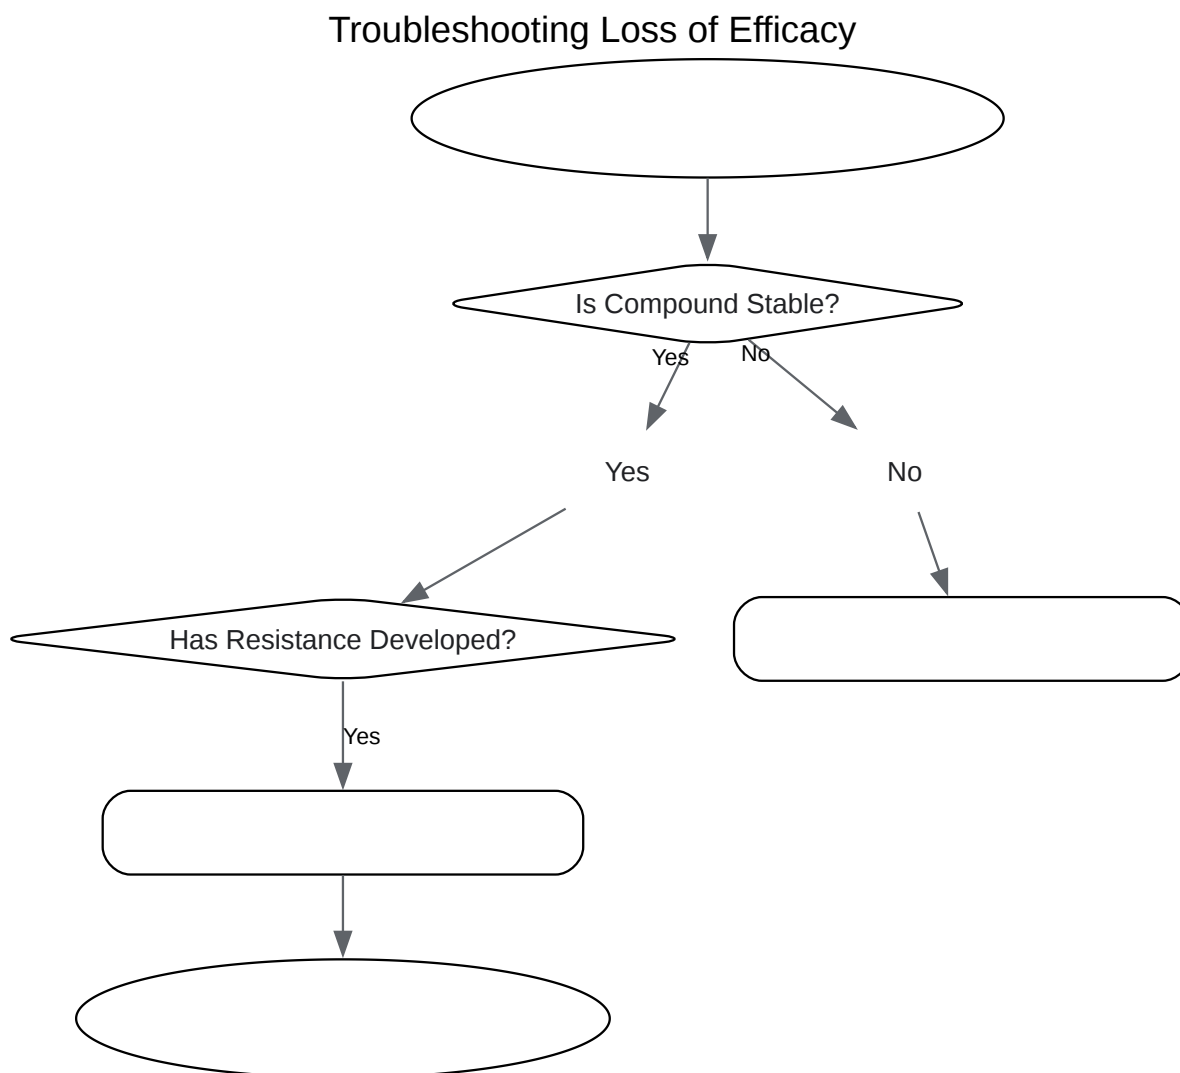 Troubleshooting Loss of Efficacy
Is Compound Stable?
Yes
No
Yes
No
Has Resistance Developed?
Yes